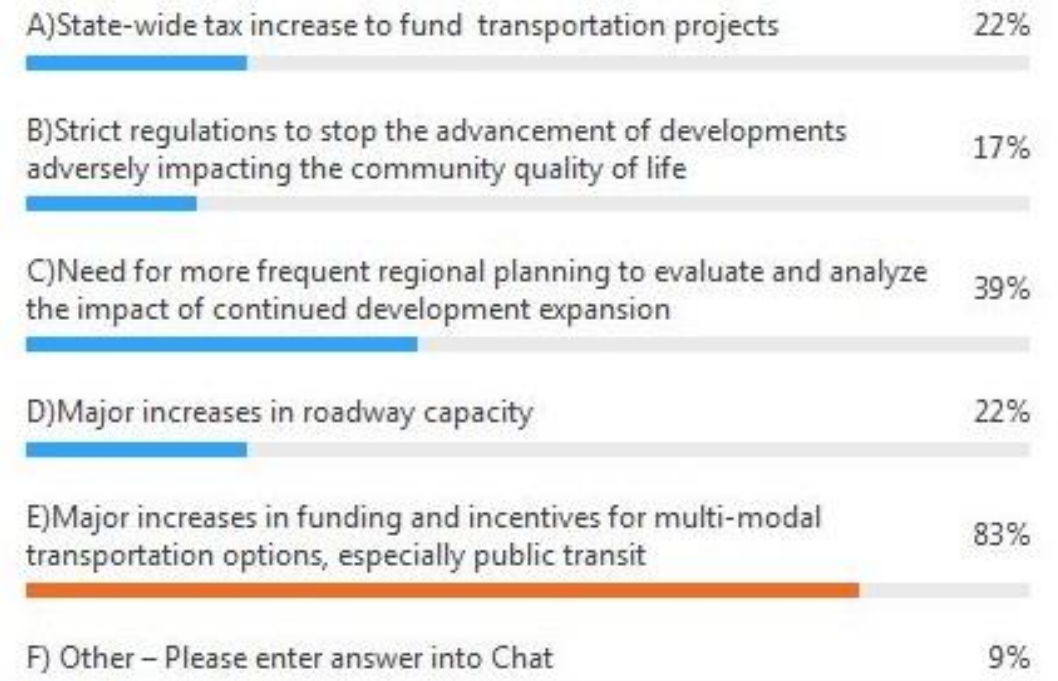 A)State-wide tax increase to fund  transportation projects 22%
B)Strict regulations to stop the advancement of developments
adversely impacting the community quality of life 17%
C)Need for more frequent regional planning to evaluate and analyze
the impact of continued development expansion 39%
D)Major increases in roadway capacity 22%
E)Major increases in funding and incentives for multi-modal
transportation options, especially public transit 83%
F) Other – Please enter answer into Chat 9%